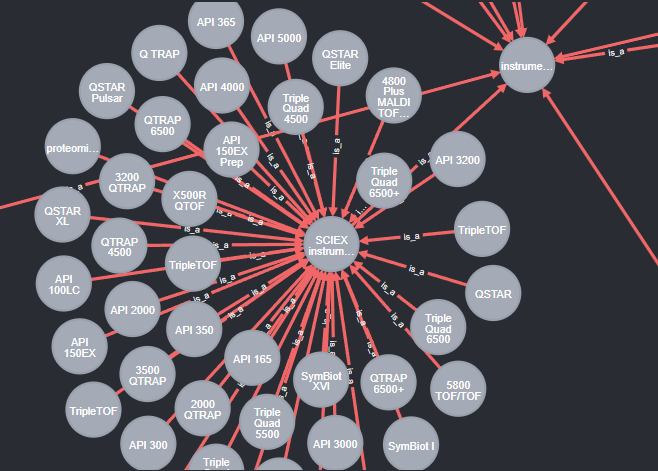 API 365
API 5000
Q TRAP
QSTAR
Elite
instrume...
is_a
QSTAR
Pulsar
API 4000
4800
Plus
MALDI
TOF...
Triple
Quad
4500
QTRAP
6500
proteomi...
API
150EX
Prep
is_a
API 3200
3200
QTRAP
X500R
QTOF
Triple
Quad
6500+
QSTAR
XL
is_a
SCIEX
instrum...
TripleTOF
is_a
QTRAP
4500
is_a
TripleTOF
is_a
API
100LC
is_a
QSTAR
API 2000
API 350
is_a
Triple
Quad
6500
API
150EX
3500
QTRAP
API 165
SymBiot
XVI
QTRAP
6500+
5800
TOF/TOF
TripleTOF
2000
QTRAP
Triple
Quad
5500
API 300
API 3000
SymBiot I
Triple
Quad